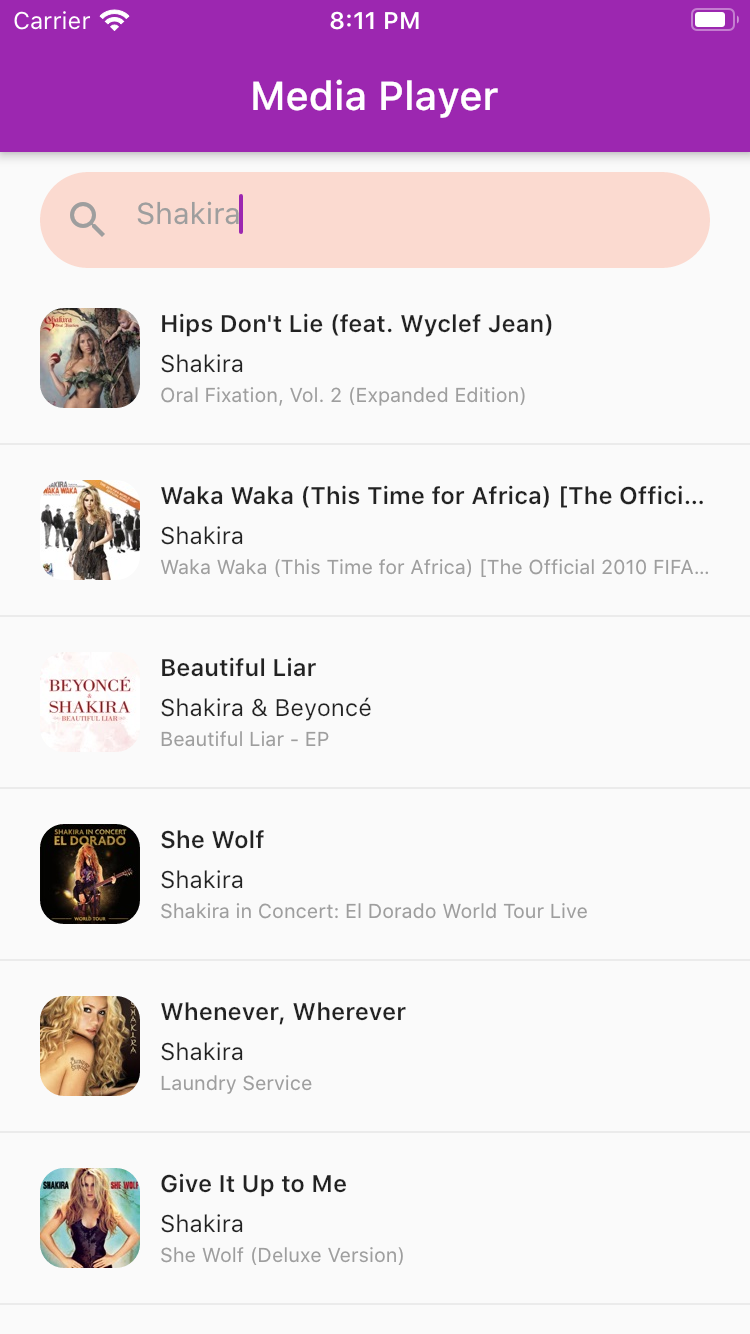 Carrier 8:11 PM
Media Player
Shakira
Hips Don't Lie (feat. Wyclef Jean)
Shakira
Oral Fixation, Vol. 2 (Expanded Edition)
WAKA WAKA
Waka Waka (This Time for Africa) [The Offici...
Shakira
Waka Waka (This Time for Africa) [The Official 2010 FIFA...
BEYONCÉ
&
SHAKIRA
BEAUTIFUL LIAR
Beautiful Liar
Shakira & Beyoncé
Beautiful Liar - EP
SHAKIRA IN CONCERT
EL DORADO
WORLD TOUR
She Wolf
Shakira
Shakira in Concert: El Dorado World Tour Live
SHAKIRA
Whenever, Wherever
Shakira
Laundry Service
SHAKIRA SHE WOLF
Give It Up to Me
Shakira
She Wolf (Deluxe Version)